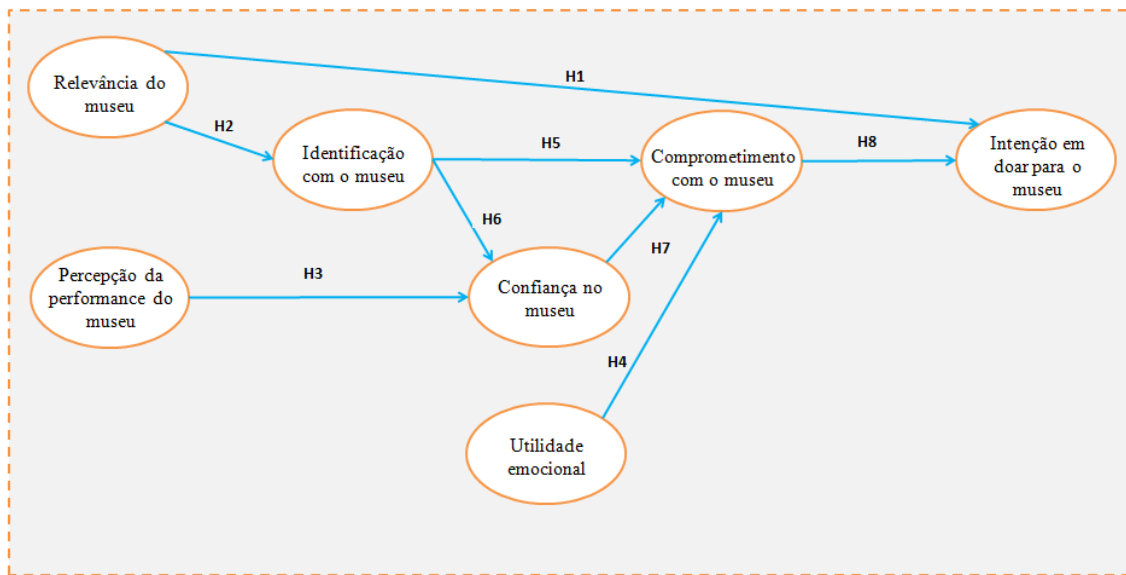 Relevância do
museu
H1
H2
Identificação
com o museu
H5
Comprometimento
com o museu
H8
Intenção em
doar para o
museu
H6
H7
Percepção da
performance do
museu
H3
Confiança no
museu
H4
Utilidade
emocional